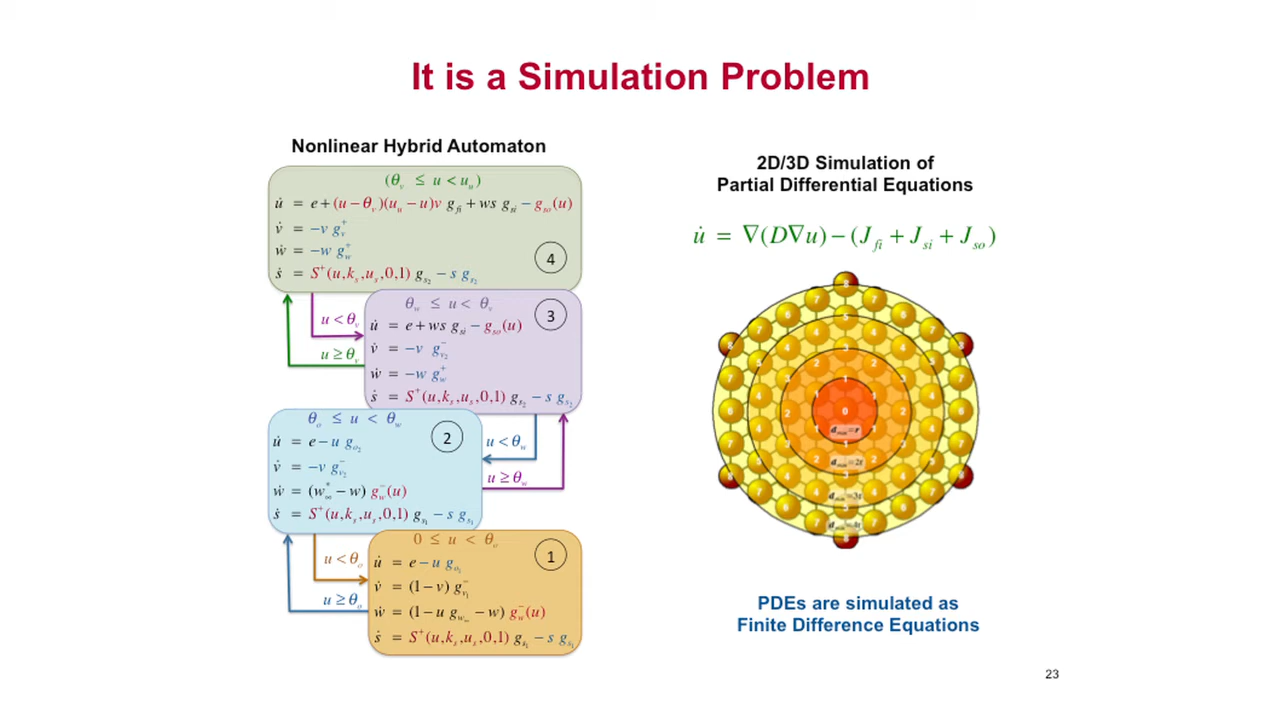 It is a Simulation Problem
Nonlinear Hybrid Automaton
(θ_v ≤ u < u_u)
u̇ = e + (u − θ_v)(u_u − u)v g_fi + ws g_si − g_so(u)
v̇ = −v g_v^+
ẇ = −w g_w^+
ṡ = S^+(u,k_s,u_s,0,1) g_s2 − s g_s2
4
u < θ_v
u ≥ θ_v
θ_w ≤ u < θ_v
u̇ = e + ws g_si − g_so(u)
v̇ = −v g_v2^−
ẇ = −w g_w^+
ṡ = S^+(u,k_s,u_s,0,1) g_s2 − s g_s2
3
θ_o ≤ u < θ_w
u̇ = e − u g_o2
v̇ = −v g_v2^−
ẇ = (w_∞^* − w) g_w^−(u)
ṡ = S^+(u,k_s,u_s,0,1) g_s1 − s g_s1
2
u < θ_w
u ≥ θ_w
u < θ_o
u ≥ θ_o
0 ≤ u < θ_o
u̇ = e − u g_o1
v̇ = (1 − v) g_v1^−
ẇ = (1 − u g_w∞ − w) g_w^−(u)
ṡ = S^+(u,k_s,u_s,0,1) g_s1 − s g_s1
1
2D/3D Simulation of
Partial Differential Equations
u̇ = ∇(D∇u) − (J_fi + J_si + J_so)
0
d_max=r
d_max=2r
PDEs are simulated as
Finite Difference Equations
23